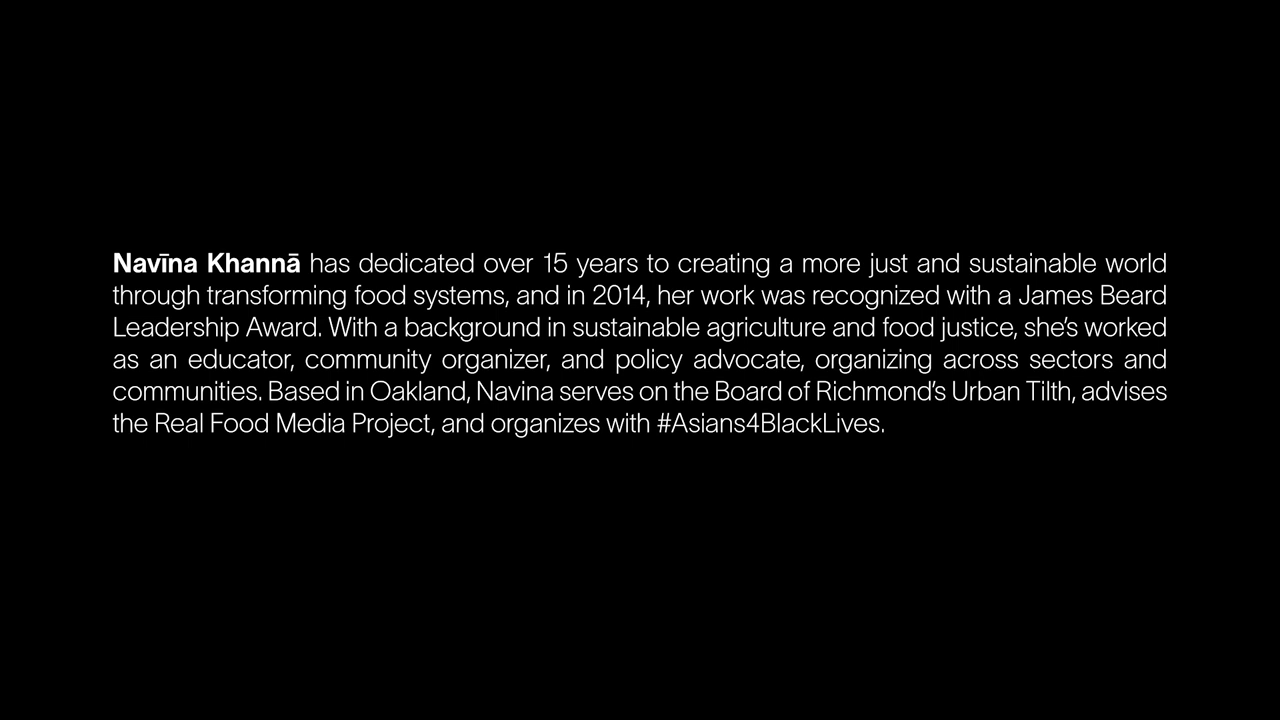 Navīna Khannā has dedicated over 15 years to creating a more just and sustainable world
through transforming food systems, and in 2014, her work was recognized with a James Beard
Leadership Award. With a background in sustainable agriculture and food justice, she’s worked
as an educator, community organizer, and policy advocate, organizing across sectors and
communities. Based in Oakland, Navina serves on the Board of Richmond’s Urban Tilth, advises
the Real Food Media Project, and organizes with #Asians4BlackLives.